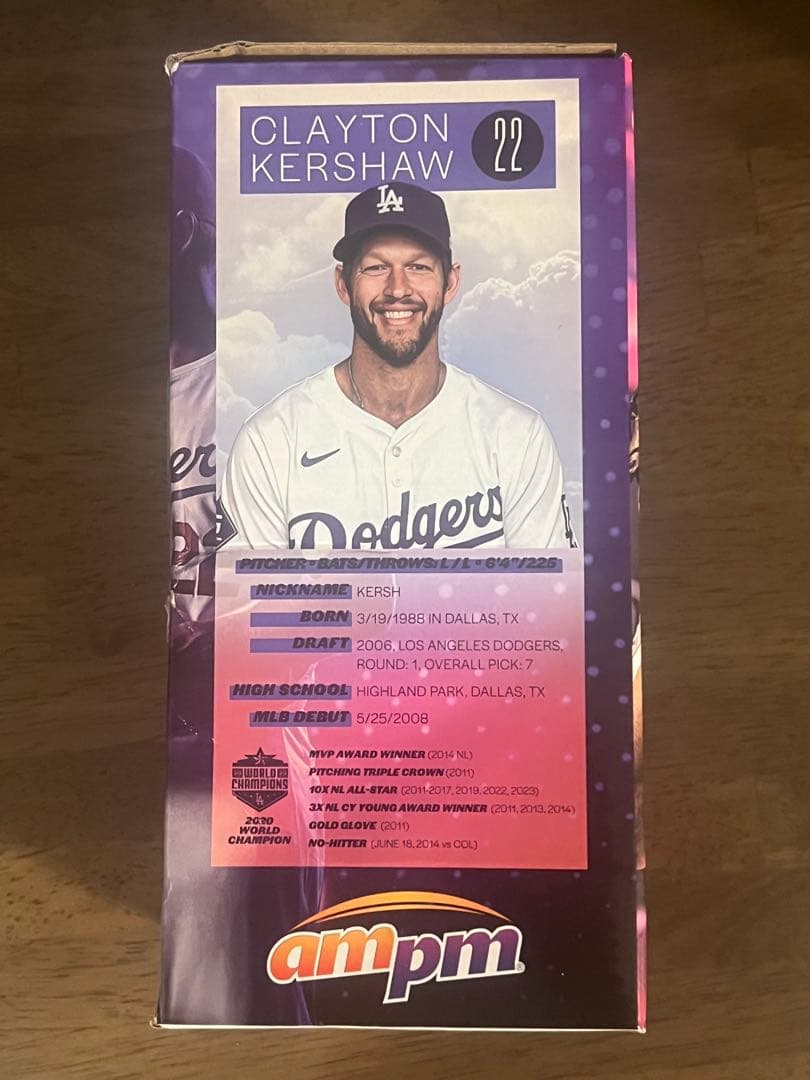 CLAYTON
KERSHAW
22
LA
er
Dodgers
PITCHER • BATS/THROWS: L / L • 6'4"/225
NICKNAME KERSH
BORN 3/19/1988 IN DALLAS, TX
DRAFT 2006, LOS ANGELES DODGERS,
ROUND: 1, OVERALL PICK: 7
HIGH SCHOOL HIGHLAND PARK, DALLAS, TX
MLB DEBUT 5/25/2008
MVP AWARD WINNER (2014 NL)
PITCHING TRIPLE CROWN (2011)
10X NL ALL-STAR (2011-2017, 2019, 2022, 2023)
3X NL CY YOUNG AWARD WINNER (2011, 2013, 2014)
GOLD GLOVE (2011)
NO-HITTER (JUNE 18, 2014 vs COL)
20 WORLD 20
CHAMPIONS
LA
2020
WORLD
CHAMPION
ampm